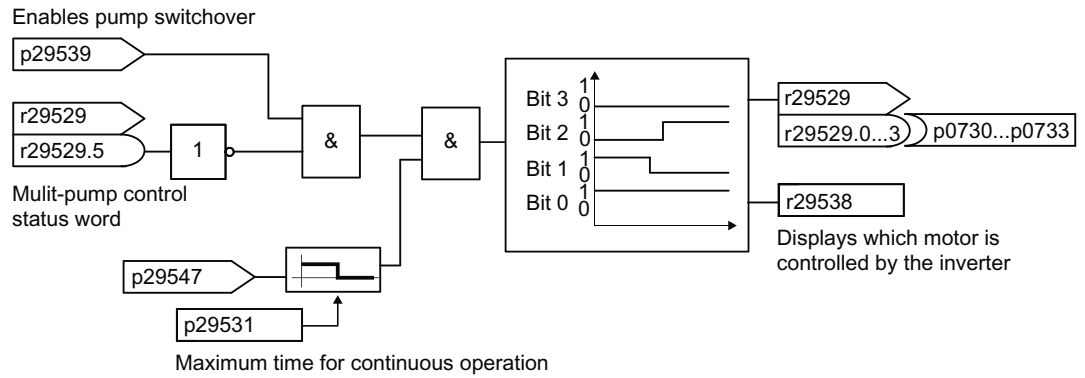 Enables pump switchover
p29539
r29529
r29529.5
1
&
&
Mulit-pump control
status word
p29547
p29531
Maximum time for continuous operation
Bit 3 1
0
Bit 2 1
0
Bit 1 1
0
Bit 0 1
0
r29529
r29529.0...3
p0730...p0733
r29538
Displays which motor is
controlled by the inverter